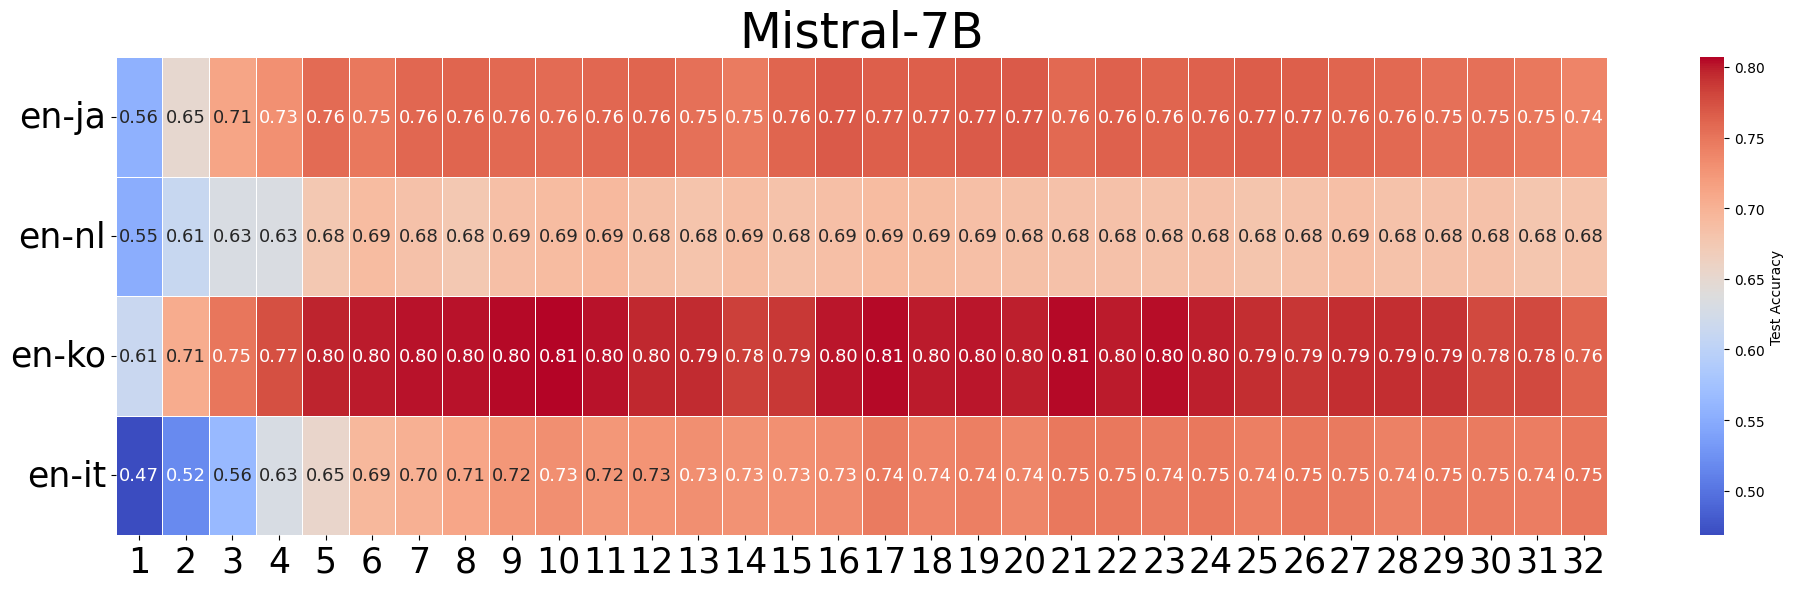 Mistral-7B
en-ja 0.56 0.65 0.71 0.73 0.76 0.75 0.76 0.76 0.76 0.76 0.76 0.76 0.75 0.75 0.76 0.77 0.77 0.77 0.77 0.77 0.76 0.76 0.76 0.76 0.77 0.77 0.76 0.76 0.75 0.75 0.75 0.74
en-nl 0.55 0.61 0.63 0.63 0.68 0.69 0.68 0.68 0.69 0.69 0.69 0.68 0.68 0.69 0.68 0.69 0.69 0.69 0.69 0.68 0.68 0.68 0.68 0.68 0.68 0.68 0.69 0.68 0.68 0.68 0.68 0.68
en-ko 0.61 0.71 0.75 0.77 0.80 0.80 0.80 0.80 0.80 0.81 0.80 0.80 0.79 0.78 0.79 0.80 0.81 0.80 0.80 0.80 0.81 0.80 0.80 0.80 0.79 0.79 0.79 0.79 0.79 0.78 0.78 0.76
en-it 0.47 0.52 0.56 0.63 0.65 0.69 0.70 0.71 0.72 0.73 0.72 0.73 0.73 0.73 0.73 0.73 0.74 0.74 0.74 0.74 0.75 0.75 0.74 0.75 0.74 0.75 0.75 0.74 0.75 0.75 0.74 0.75
1 2 3 4 5 6 7 8 9 10 11 12 13 14 15 16 17 18 19 20 21 22 23 24 25 26 27 28 29 30 31 32
0.80
0.75
0.70
0.65
0.60
0.55
0.50
Test Accuracy